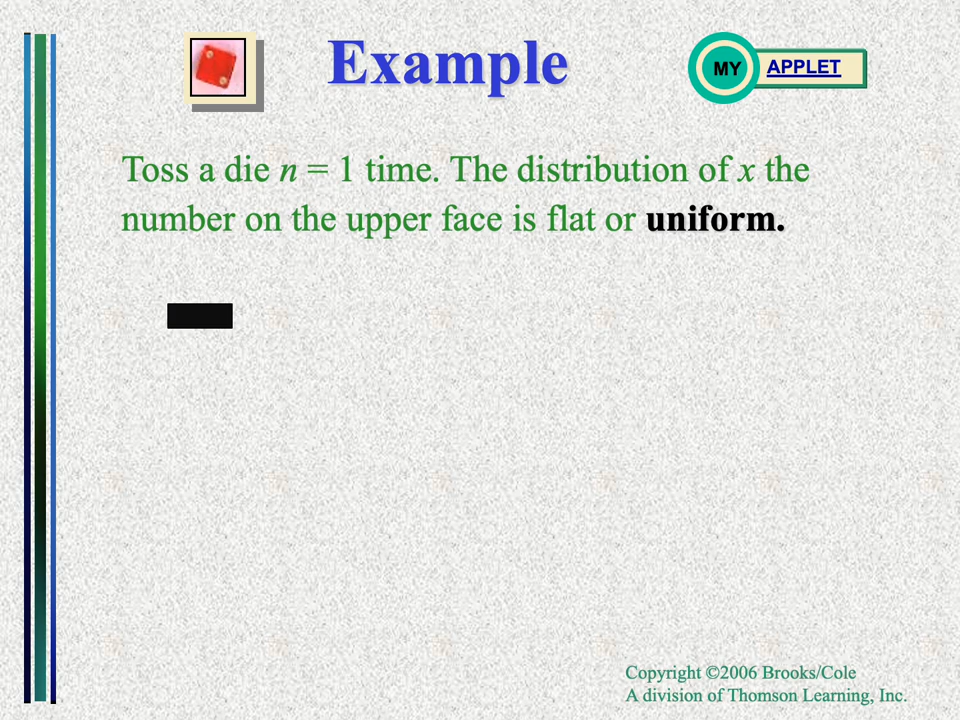 Example
MY APPLET
Toss a die n = 1 time. The distribution of x the
number on the upper face is flat or uniform.
Copyright ©2006 Brooks/Cole
A division of Thomson Learning, Inc.